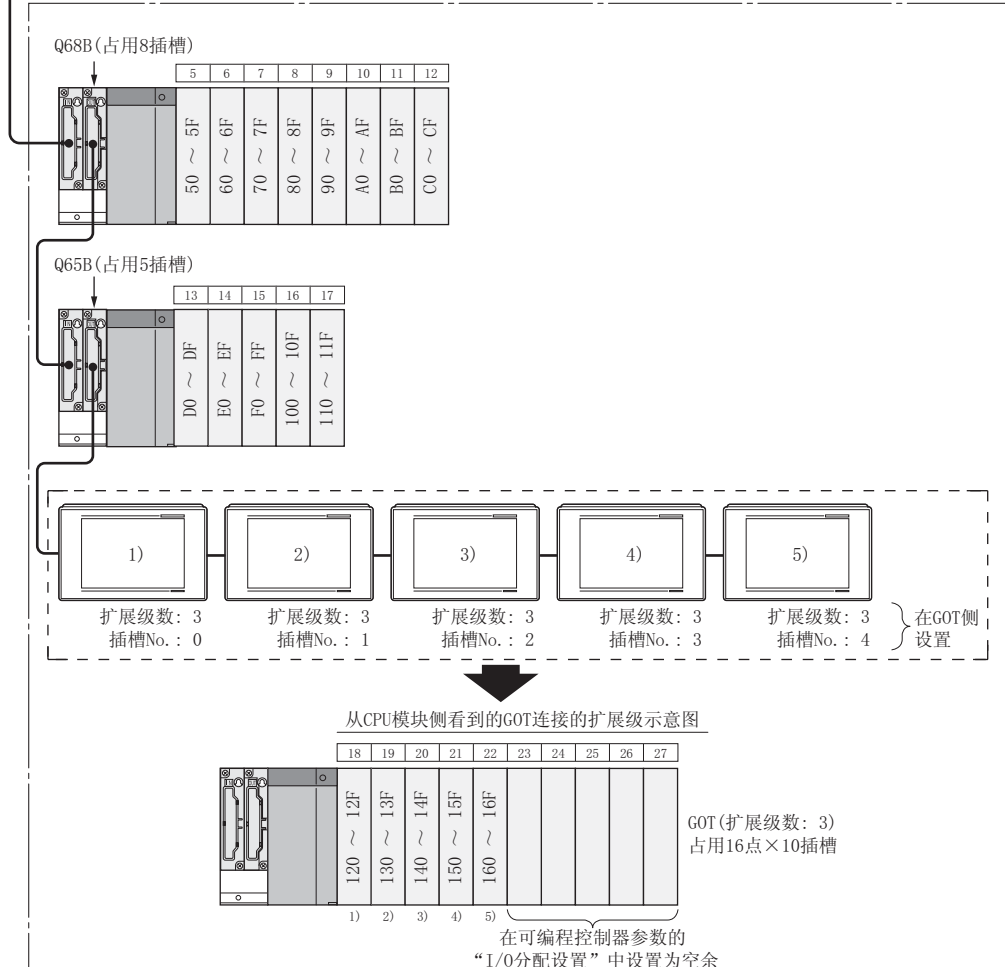 Q68B(占用8插槽)
5 6 7 8 9 10 11 12
50 ～ 5F
60 ～ 6F
70 ～ 7F
80 ～ 8F
90 ～ 9F
A0 ～ AF
B0 ～ BF
C0 ～ CF
Q65B(占用5插槽)
13 14 15 16 17
D0 ～ DF
E0 ～ EF
F0 ～ FF
100 ～ 10F
110 ～ 11F
1) 2) 3) 4) 5)
扩展级数: 3 扩展级数: 3 扩展级数: 3 扩展级数: 3 扩展级数: 3
插槽No.: 0 插槽No.: 1 插槽No.: 2 插槽No.: 3 插槽No.: 4
在GOT侧
设置
从CPU模块侧看到的GOT连接的扩展级示意图
18 19 20 21 22 23 24 25 26 27
120 ～ 12F
130 ～ 13F
140 ～ 14F
150 ～ 15F
160 ～ 16F
GOT(扩展级数: 3)
占用16点×10插槽
1) 2) 3) 4) 5)
在可编程控制器参数的
“I/O分配设置”中设置为空余